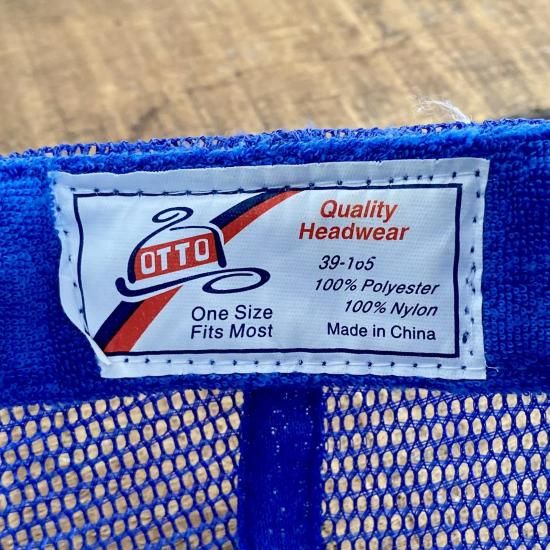 OTTO
Quality
Headwear
39-1o5
100% Polyester
100% Nylon
One Size
Fits Most
Made in China